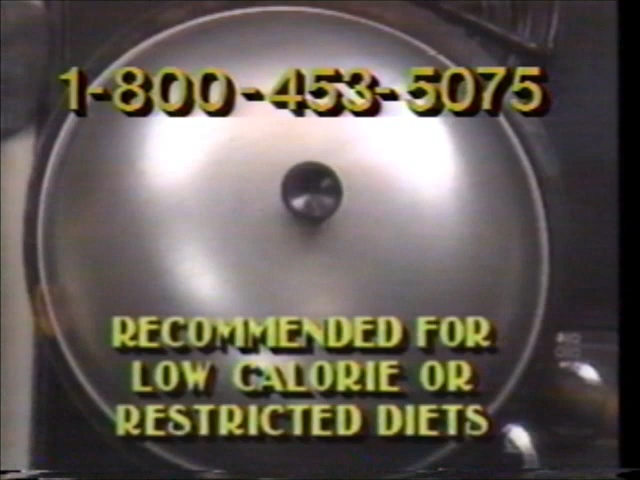 1-800-453-5075
RECOMMENDED FOR
LOW CALORIE OR
RESTRICTED DIETS